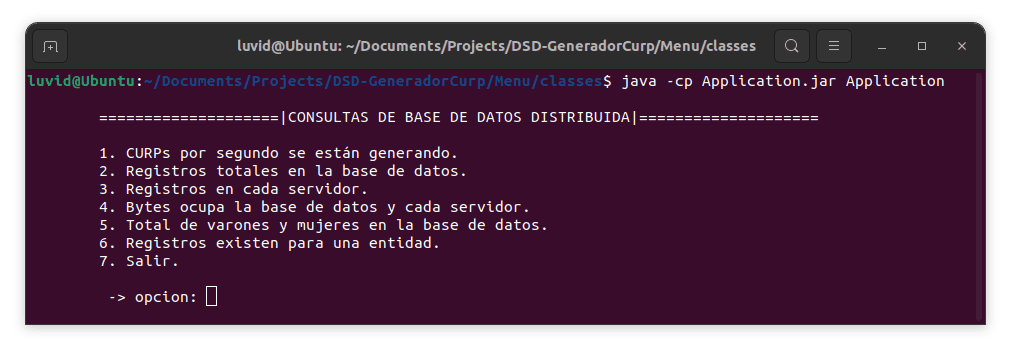 luvid@Ubuntu: ~/Documents/Projects/DSD-GeneradorCurp/Menu/classes
luvid@Ubuntu:~/Documents/Projects/DSD-GeneradorCurp/Menu/classes$ java -cp Application.jar Application
====================|CONSULTAS DE BASE DE DATOS DISTRIBUIDA|====================
1. CURPs por segundo se están generando.
2. Registros totales en la base de datos.
3. Registros en cada servidor.
4. Bytes ocupa la base de datos y cada servidor.
5. Total de varones y mujeres en la base de datos.
6. Registros existen para una entidad.
7. Salir.
-> opcion: